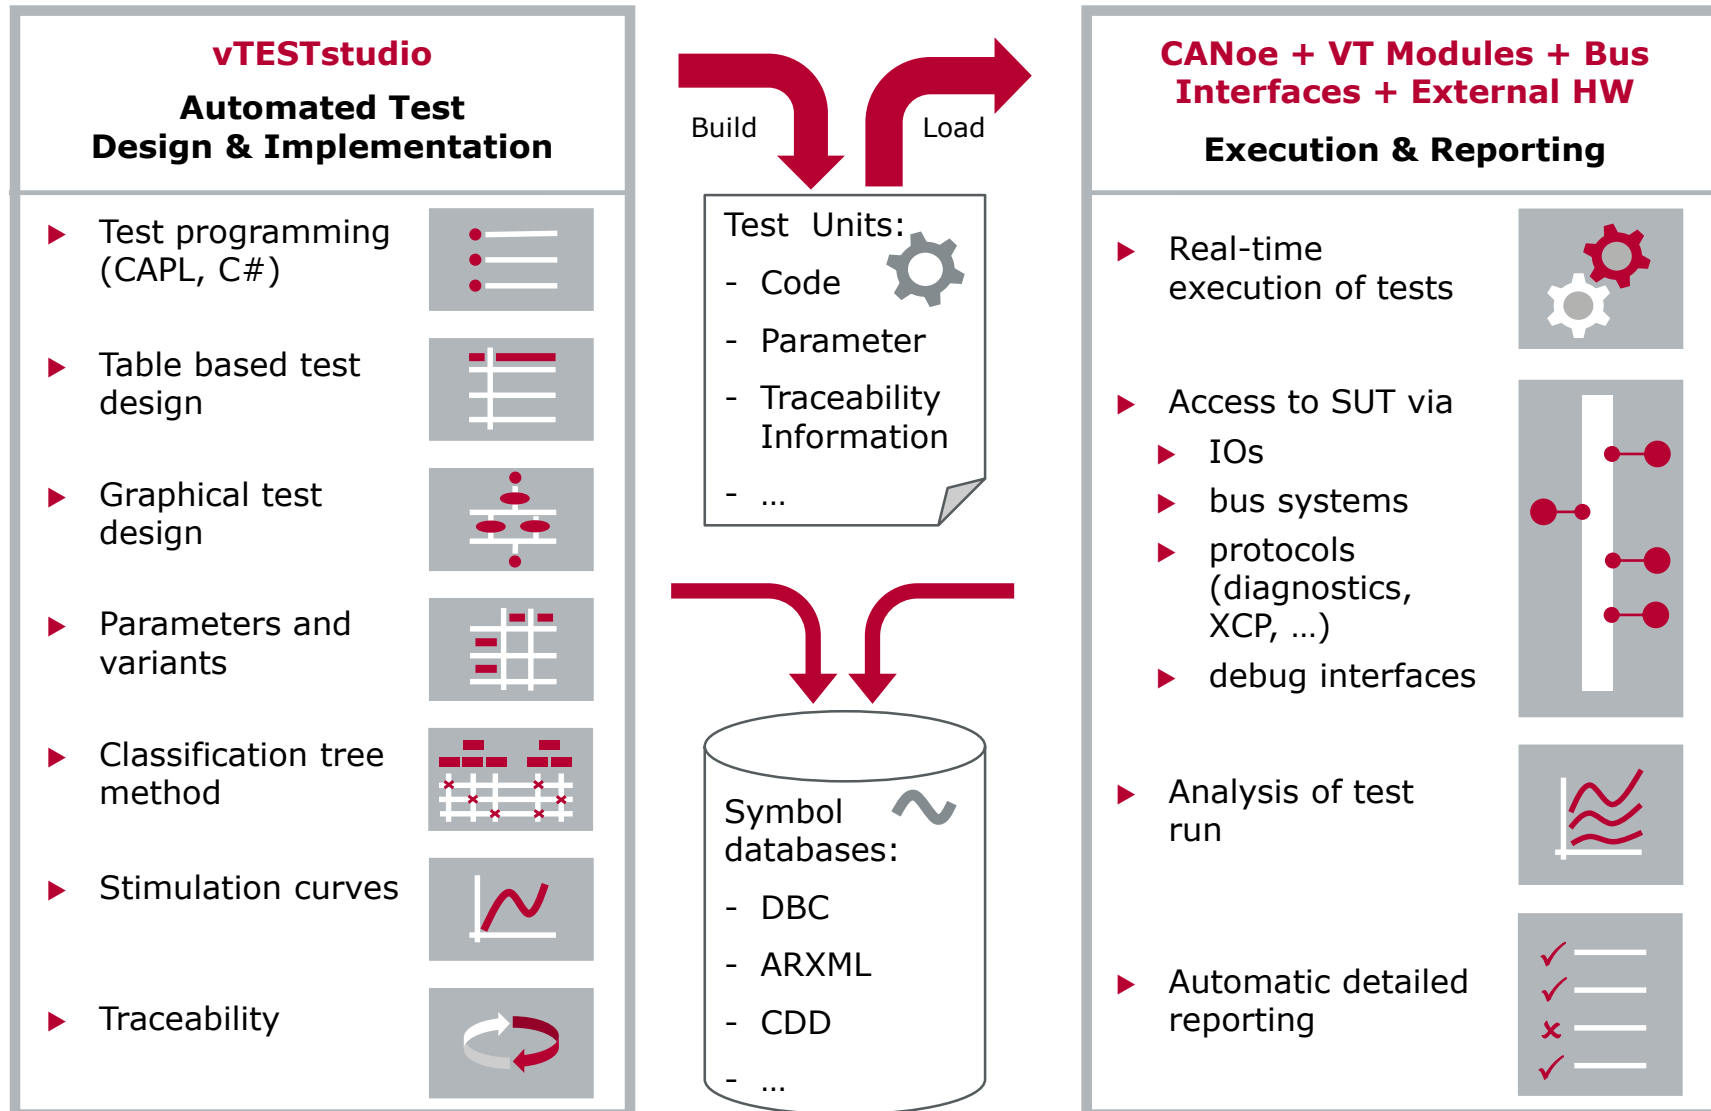 vTESTstudio
Automated Test
Design & Implementation
▶ Test programming
(CAPL, C#)
▶ Table based test
design
▶ Graphical test
design
▶ Parameters and
variants
▶ Classification tree
method
▶ Stimulation curves
▶ Traceability
Build
Load
Test Units:
- Code
- Parameter
- Traceability
Information
- ...
Symbol
databases:
- DBC
- ARXML
- CDD
- ...
CANoe + VT Modules + Bus
Interfaces + External HW
Execution & Reporting
▶ Real-time
execution of tests
▶ Access to SUT via
▶ IOs
▶ bus systems
▶ protocols
(diagnostics,
XCP, ...)
▶ debug interfaces
▶ Analysis of test
run
▶ Automatic detailed
reporting